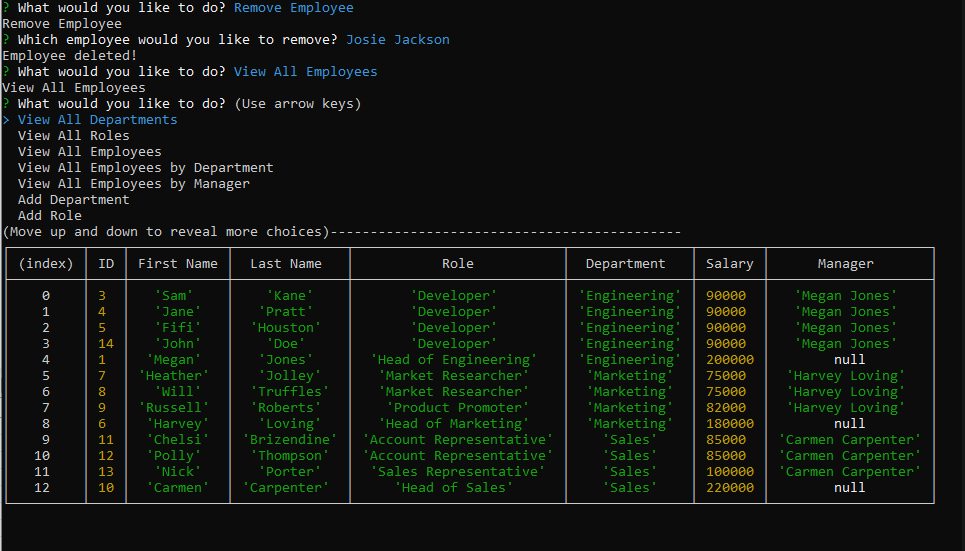 ? What would you like to do? Remove Employee
Remove Employee
? Which employee would you like to remove? Josie Jackson
Employee deleted!
? What would you like to do? View All Employees
View All Employees
? What would you like to do? (Use arrow keys)
> View All Departments
View All Roles
View All Employees
View All Employees by Department
View All Employees by Manager
Add Department
Add Role
(Move up and down to reveal more choices)--------------------------------------------
(index) ID First Name Last Name Role Department Salary Manager
0 3 'Sam' 'Kane' 'Developer' 'Engineering' 90000 'Megan Jones'
1 4 'Jane' 'Pratt' 'Developer' 'Engineering' 90000 'Megan Jones'
2 5 'Fifi' 'Houston' 'Developer' 'Engineering' 90000 'Megan Jones'
3 14 'John' 'Doe' 'Developer' 'Engineering' 90000 'Megan Jones'
4 1 'Megan' 'Jones' 'Head of Engineering' 'Engineering' 200000 null
5 7 'Heather' 'Jolley' 'Market Researcher' 'Marketing' 75000 'Harvey Loving'
6 8 'Will' 'Truffles 'Market Researcher' 'Marketing' 75000 'Harvey Loving'
7 9 'Russell' 'Roberts' 'Product Promoter' 'Marketing' 82000 'Harvey Loving'
8 6 'Harvey' 'Loving' 'Head of Marketing' 'Marketing' 180000 null
9 11 'Chelsi' 'Brizendine' 'Account Representative' 'Sales' 85000 'Carmen Carpenter'
10 12 'Polly' 'Thompson' 'Account Representative' 'Sales' 85000 'Carmen Carpenter'
11 13 'Nick' 'Porter' 'Sales Representative' 'Sales' 100000 'Carmen Carpenter'
12 10 'Carmen' 'Carpenter' 'Head of Sales' 'Sales' 220000 null